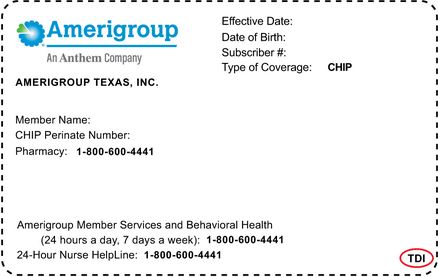 Amerigroup
An Anthem Company
AMERIGROUP TEXAS, INC.
Effective Date:
Date of Birth:
Subscriber #:
Type of Coverage: CHIP
Member Name:
CHIP Perinate Number:
Pharmacy: 1-800-600-4441
Amerigroup Member Services and Behavioral Health
(24 hours a day, 7 days a week): 1-800-600-4441
24-Hour Nurse HelpLine: 1-800-600-4441
TDI